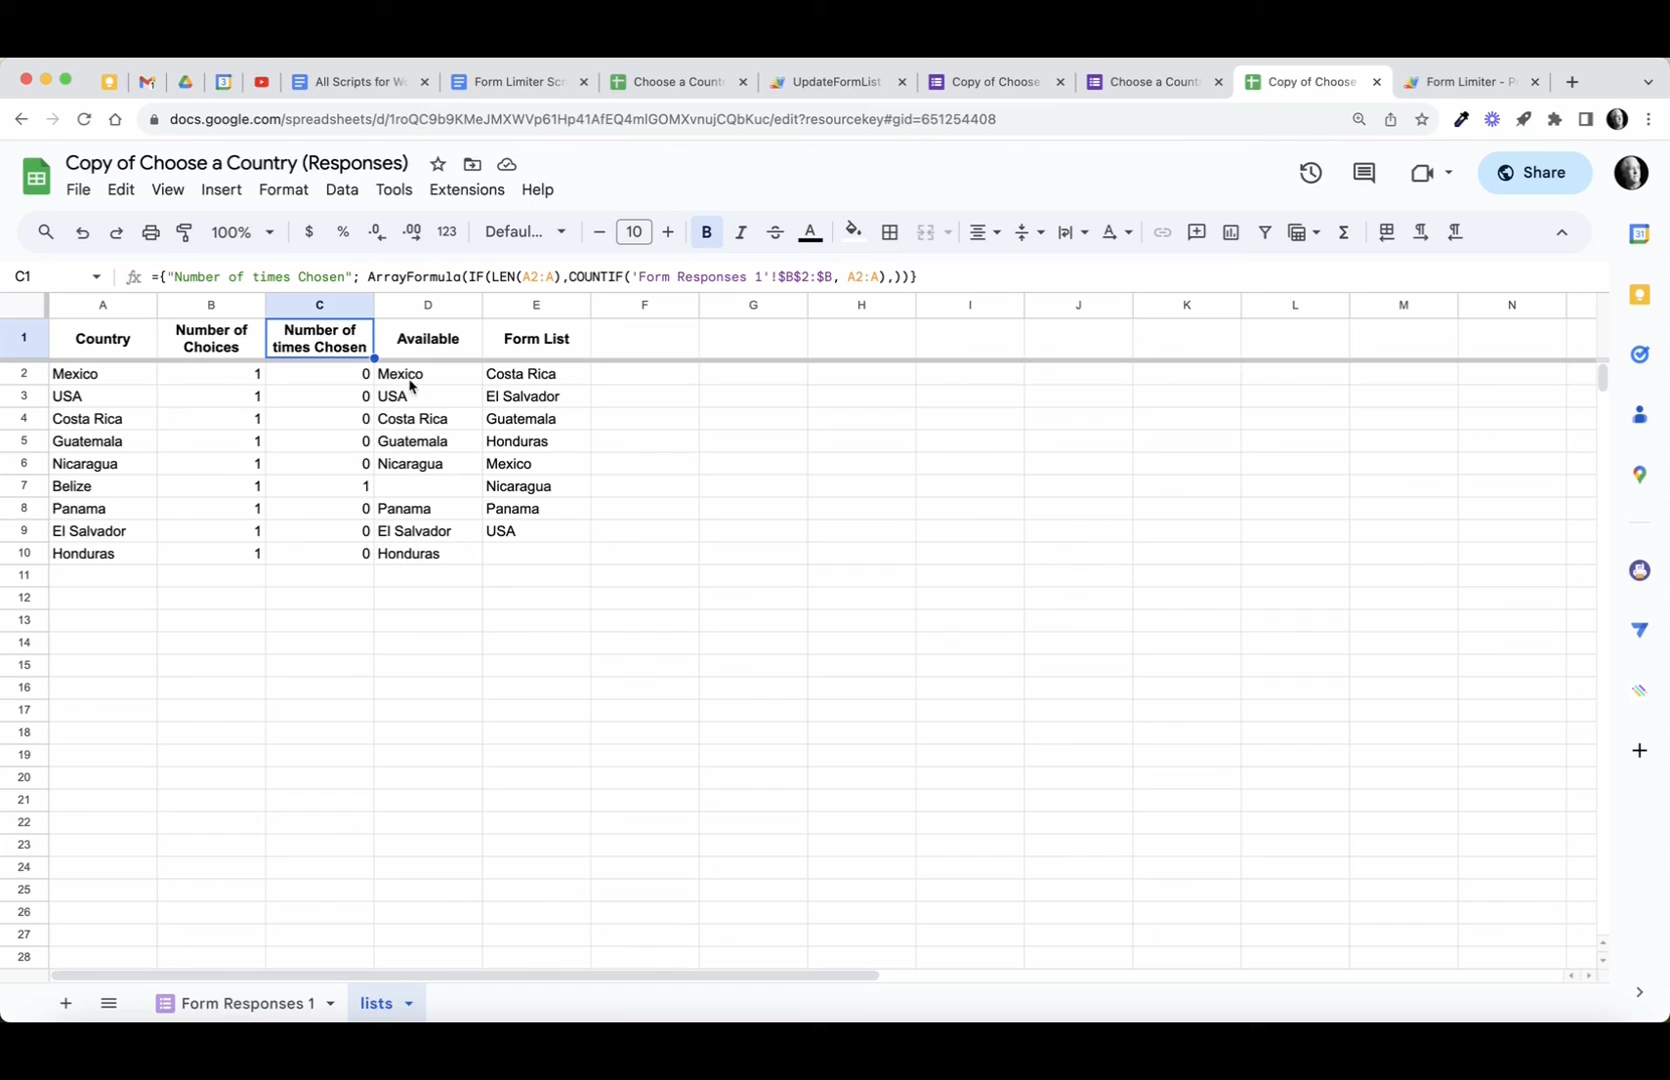 All Scripts for Wo
Form Limiter Scr
Choose a Countr
UpdateFormList
Copy of Choose
Choose a Count
Copy of Choose
Form Limiter - P
docs.google.com/spreadsheets/d/1roQC9b9KMeJMXWVp61Hp41AfEQ4mlGOMXvnujCQbKuc/edit?resourcekey#gid=651254408
Copy of Choose a Country (Responses)
File Edit View Insert Format Data Tools Extensions Help
Share
100% $ % .0 .00 123 Defaul... − 10 + B I A
C1 fx ={"Number of times Chosen"; ArrayFormula(IF(LEN(A2:A),COUNTIF('Form Responses 1'!$B$2:$B, A2:A),))}
A B C D E F G H I J K L M N
1 Country Number of Choices Number of times Chosen Available Form List
2 Mexico 1 0 Mexico Costa Rica
3 USA 1 0 USA El Salvador
4 Costa Rica 1 0 Costa Rica Guatemala
5 Guatemala 1 0 Guatemala Honduras
6 Nicaragua 1 0 Nicaragua Mexico
7 Belize 1 1 Nicaragua
8 Panama 1 0 Panama Panama
9 El Salvador 1 0 El Salvador USA
10 Honduras 1 0 Honduras
11
12
13
14
15
16
17
18
19
20
21
22
23
24
25
26
27
28
Form Responses 1
lists